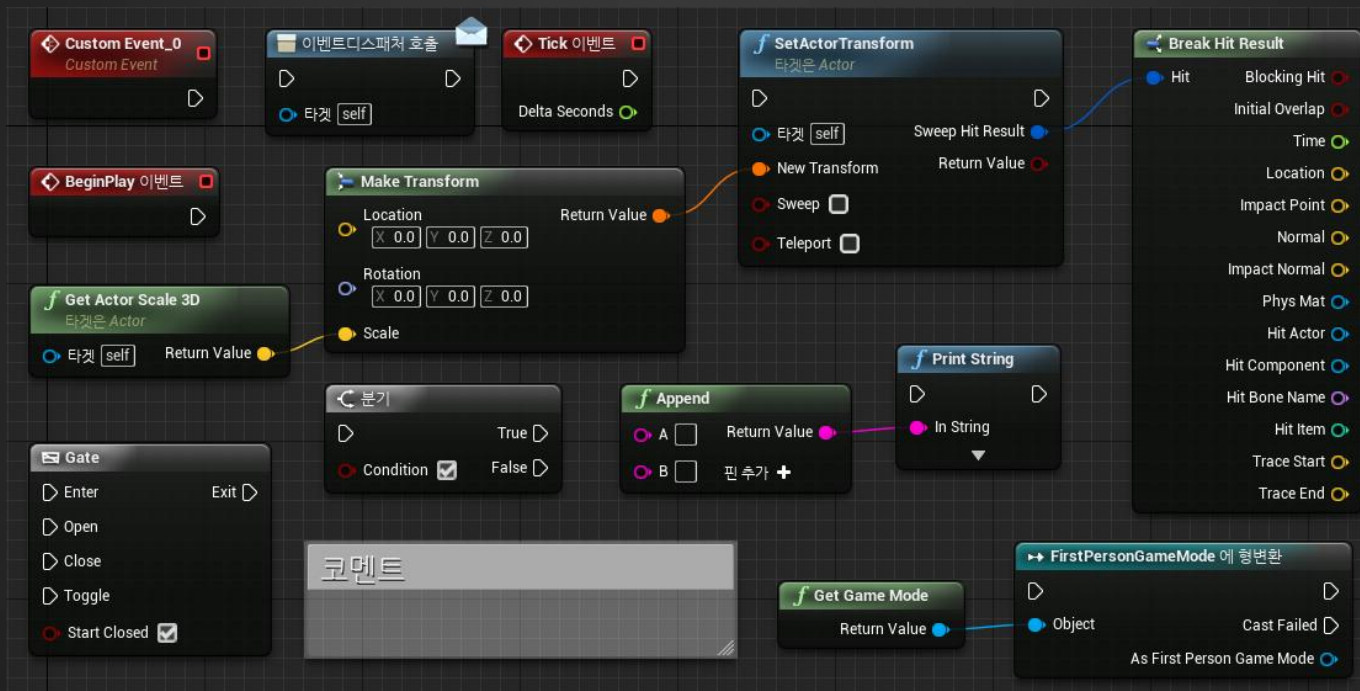 Custom Event_0
Custom Event
이벤트디스패처 호출
타겟 self
Tick 이벤트
Delta Seconds
SetActorTransform
타겟은 Actor
타겟 self
Sweep Hit Result
New Transform
Return Value
Sweep
Teleport
Break Hit Result
Hit
Blocking Hit
Initial Overlap
Time
Location
Impact Point
Normal
Impact Normal
Phys Mat
Hit Actor
Hit Component
Hit Bone Name
Hit Item
Trace Start
Trace End
BeginPlay 이벤트
Make Transform
Location
Return Value
X 0.0 Y 0.0 Z 0.0
Rotation
X 0.0 Y 0.0 Z 0.0
Scale
Get Actor Scale 3D
타겟은 Actor
타겟 self Return Value
분기
True
Condition
False
Append
A Return Value
B 핀 추가
Print String
In String
Gate
Enter Exit
Open
Close
Toggle
Start Closed
코멘트
Get Game Mode
Return Value
FirstPersonGameMode 에 형변환
Object
Cast Failed
As First Person Game Mode